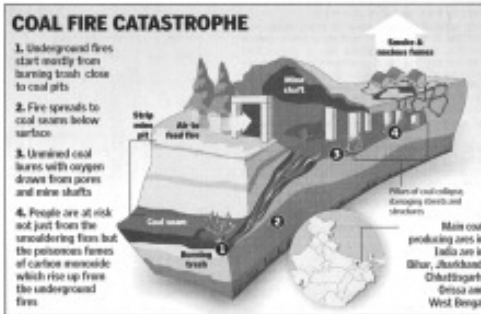 COAL FIRE CATASTROPHE
1. Underground fires
start mostly from
burning trash close
to coal pits
2. Fire spreads to
coal seams below
surface
3. Unmined coal
burns with oxygen
drawn from pores
and mine shafts
4. People are at risk
not just from the
smouldering fires but
the poisonous fumes
of carbon monoxide
which rise up from
the underground
fires
Smoke &
noxious fumes
Mine
shaft
Strip
mine
pit
Air to
feed fire
4
3
Pillars of coal collapse,
damaging streets and
structures
Coal seam
2
1
Burning
trash
Main coal
producing ares in
India are in
Bihar, Jharkhand
Chhattisgarh
Orissa and
West Bengal